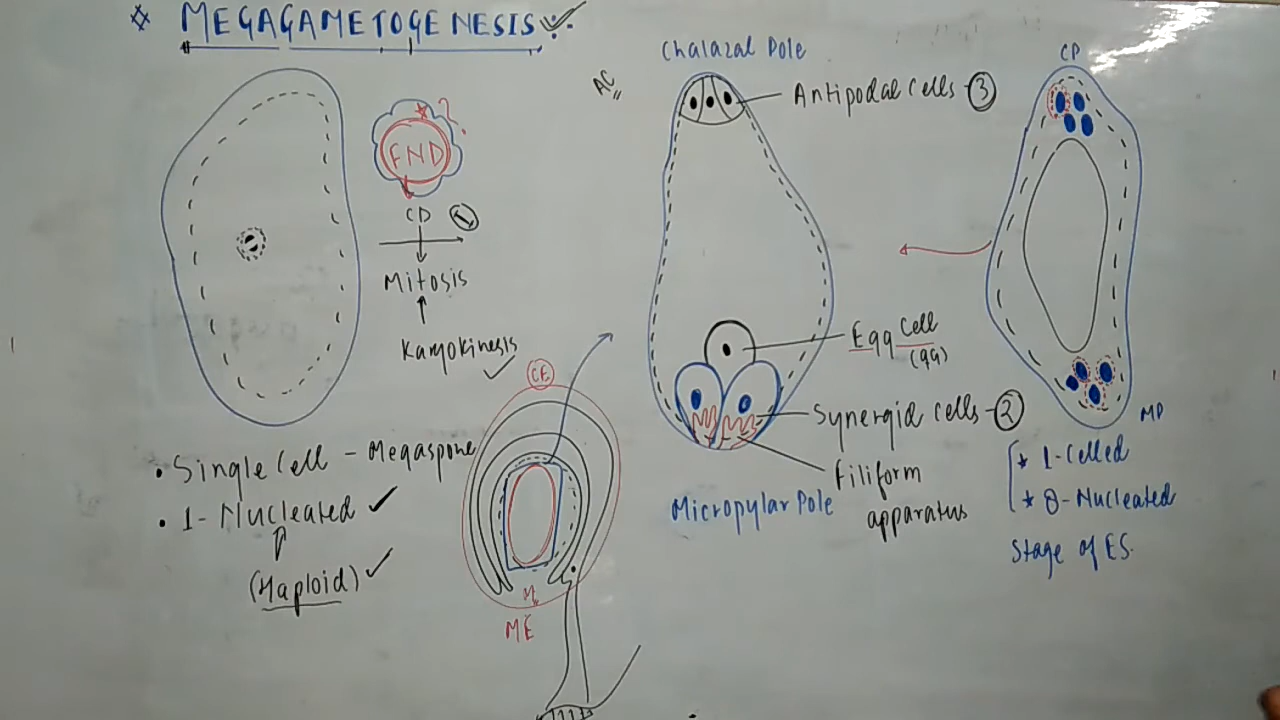 MEGAGAMETOGENESIS
FND
?
CD
1
Mitosis
Karyokinesis
• Single Cell - Megaspore
• 1- Nucleated ✓
(Haploid) ✓
CE
M
ME
AC
Chalazal Pole
Antipodal cells - 3
Egg Cell
Synergid cells - 2
Filiform
apparatus
Micropylar Pole
CP
MP
* 1-Celled
* 8-Nucleated
Stage of ES.